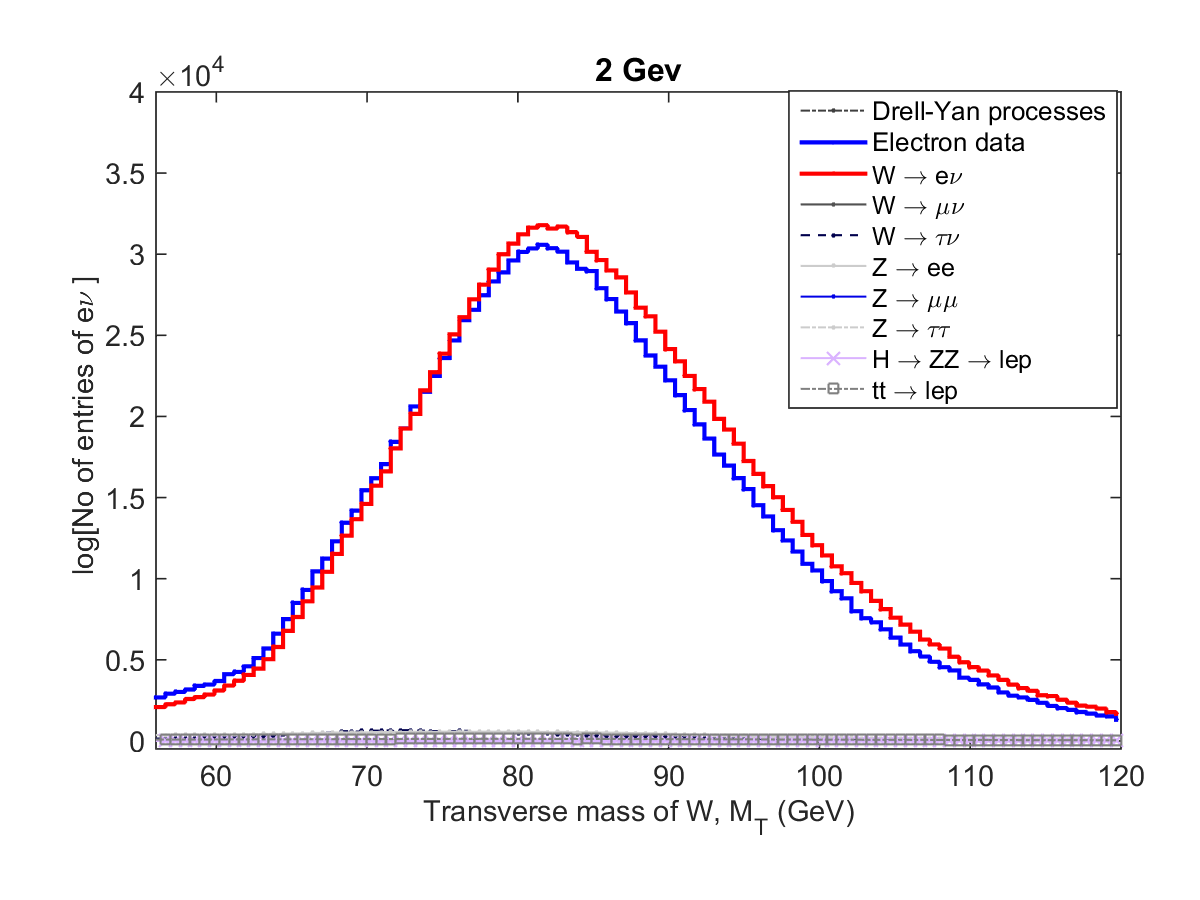 2 Gev
×10⁴
4
3.5
3
2.5
2
1.5
1
0.5
0
log[No of entries of eν ]
60 70 80 90 100 110 120
Transverse mass of W, M_T (GeV)
Drell-Yan processes
Electron data
W → eν
W → μν
W → τν
Z → ee
Z → μμ
Z → ττ
H → ZZ → lep
tt → lep